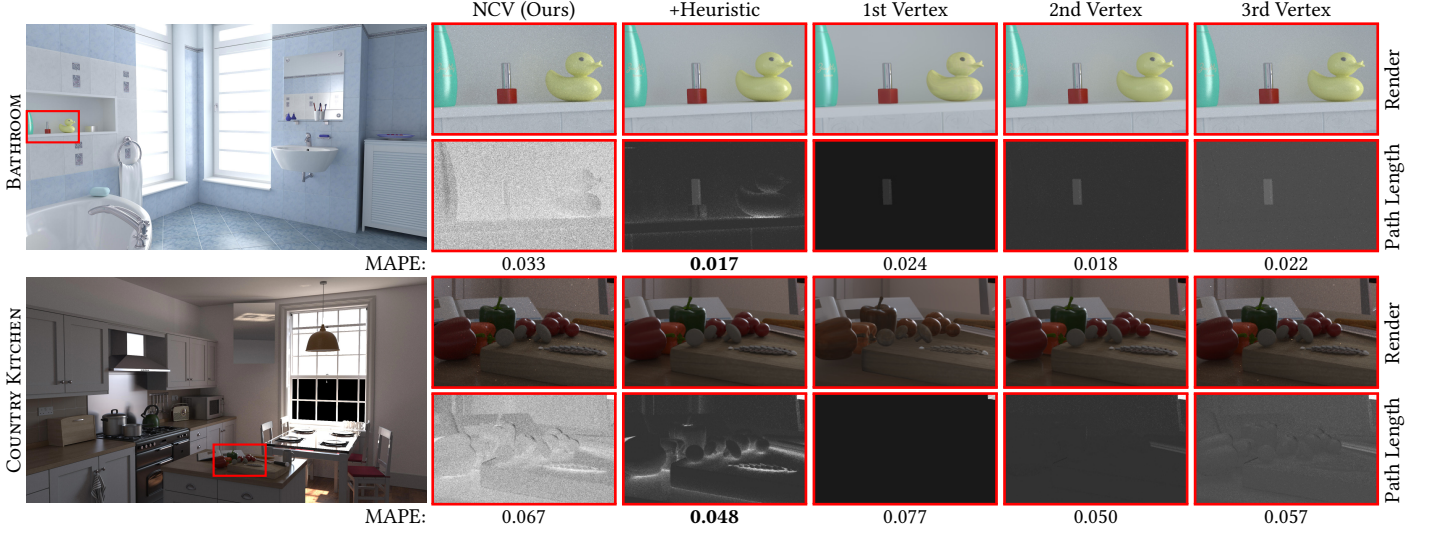 NCV (Ours) +Heuristic 1st Vertex 2nd Vertex 3rd Vertex
BATHROOM
Render
Path Length
MAPE: 0.033 0.017 0.024 0.018 0.022
COUNTRY KITCHEN
Render
Path Length
MAPE: 0.067 0.048 0.077 0.050 0.057